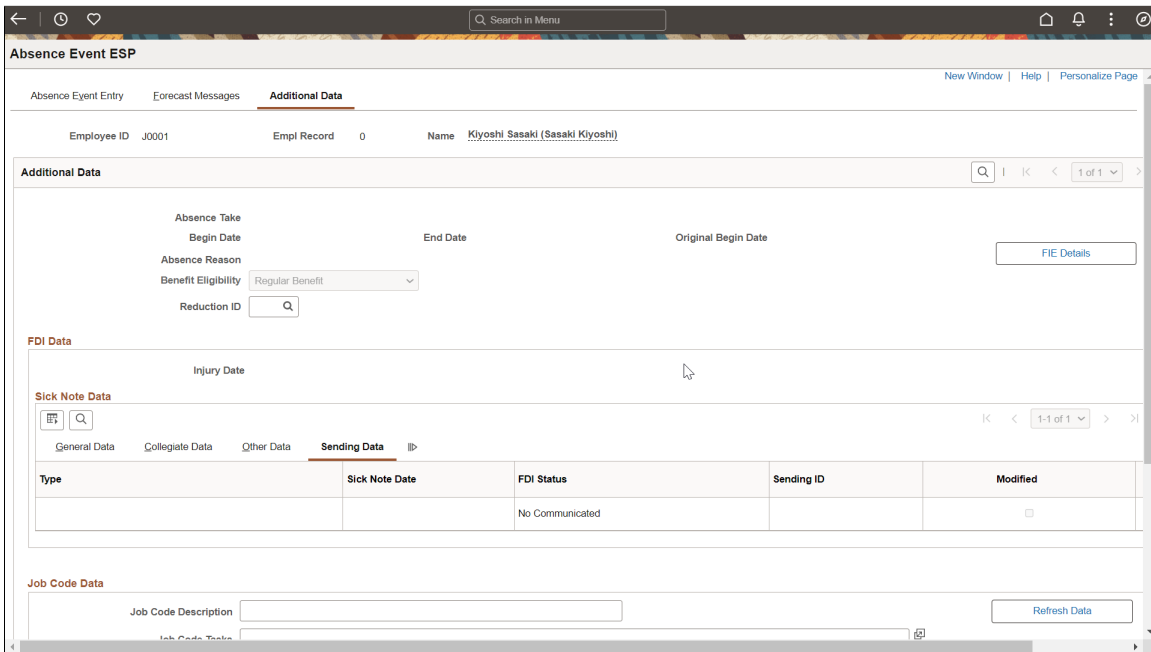 Search in Menu
Absence Event ESP
New Window | Help | Personalize Page
Absence Event Entry Forecast Messages Additional Data
Employee ID J0001 Empl Record 0 Name Kiyoshi Sasaki (Sasaki Kiyoshi)
Additional Data 1 of 1
Absence Take
Begin Date End Date Original Begin Date
Absence Reason FIE Details
Benefit Eligibility Regular Benefit
Reduction ID
FDI Data
Injury Date
Sick Note Data
1-1 of 1
General Data Collegiate Data Other Data Sending Data
Type Sick Note Date FDI Status Sending ID Modified
No Communicated
Job Code Data
Job Code Description Refresh Data
Job Code Tasks